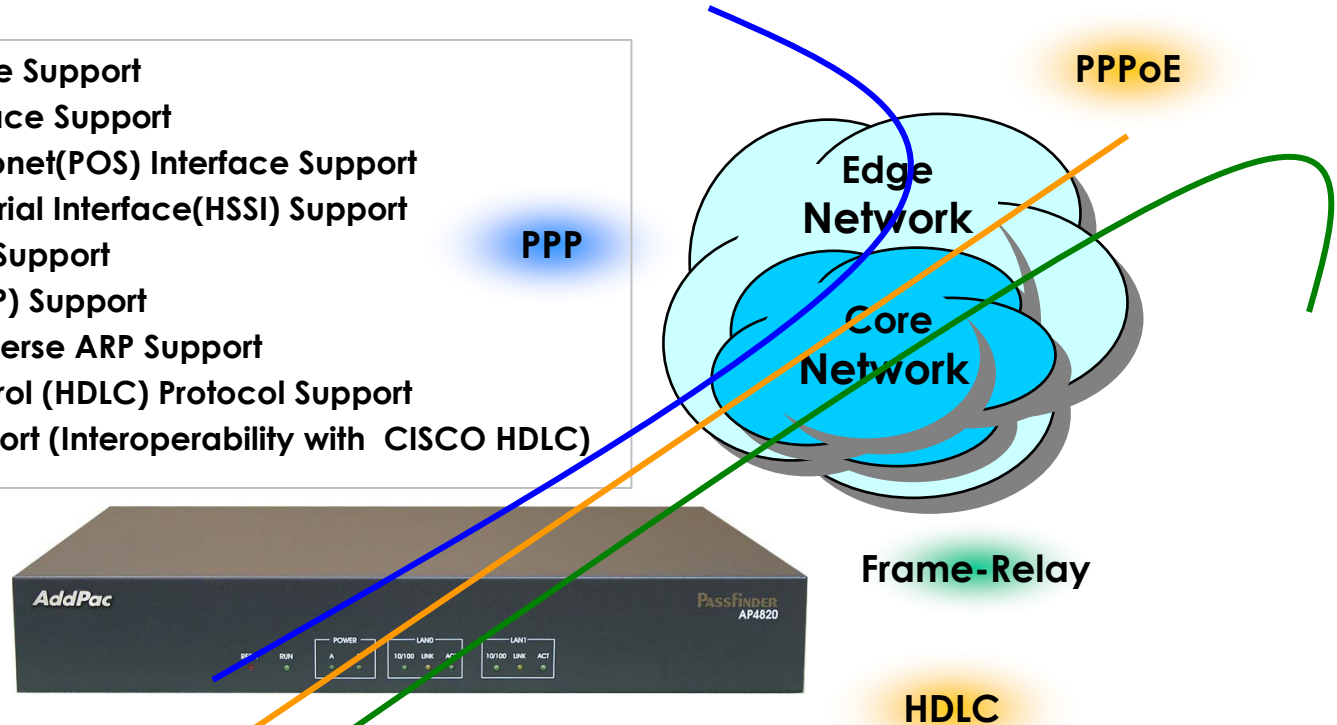 e Support
ace Support
onet(POS) Interface Support
rial Interface(HSSI) Support
Support
P) Support
erse ARP Support
rol (HDLC) Protocol Support
ort (Interoperability with CISCO HDLC)
PPP
PPPoE
Edge
Network
Core
Network
Frame-Relay
HDLC
AddPac
PASSFINDER
AP4820
RUN
POWER
A
LAN0
10/100 LINK ACT
LAN1
10/100 LINK ACT